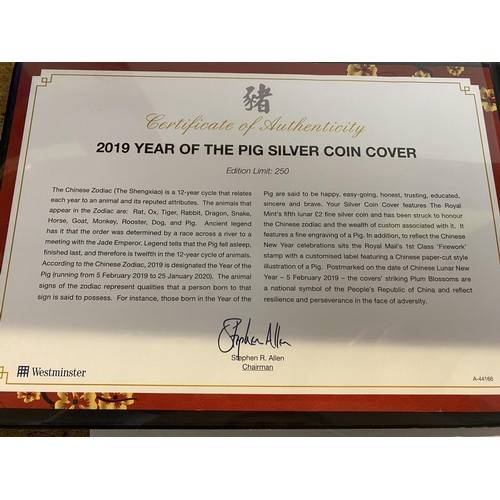 豬
Certificate of Authenticity
2019 YEAR OF THE PIG SILVER COIN COVER
Edition Limit: 250
The Chinese Zodiac (The Shengxiao) is a 12-year cycle that relates
each year to an animal and its reputed attributes. The animals that
appear in the Zodiac are: Rat, Ox, Tiger, Rabbit, Dragon, Snake,
Horse, Goat, Monkey, Rooster, Dog, and Pig. Ancient legend
has it that the order was determined by a race across a river to a
meeting with the Jade Emperor. Legend tells that the Pig fell asleep,
finished last, and therefore is twelfth in the 12-year cycle of animals.
According to the Chinese Zodiac, 2019 is designated the Year of the
Pig (running from 5 February 2019 to 25 January 2020). The animal
signs of the zodiac represent qualities that a person born to that
sign is said to possess. For instance, those born in the Year of the
Pig are said to be happy, easy-going, honest, trusting, educated,
sincere and brave. Your Silver Coin Cover features The Royal
Mint's fifth lunar £2 fine silver coin and has been struck to honour
the Chinese zodiac and the wealth of custom associated with it. It
features a fine engraving of a Pig. In addition, to reflect the Chinese
New Year celebrations sits the Royal Mail's 1st Class 'Firework'
stamp with a customised label featuring a Chinese paper-cut style
illustration of a Pig. Postmarked on the date of Chinese Lunar New
Year – 5 February 2019 – the covers' striking Plum Blossoms are
a national symbol of the People's Republic of China and reflect
resilience and perseverance in the face of adversity.
Stephen Allen
Stephen R. Allen
Chairman
Westminster
A-44166